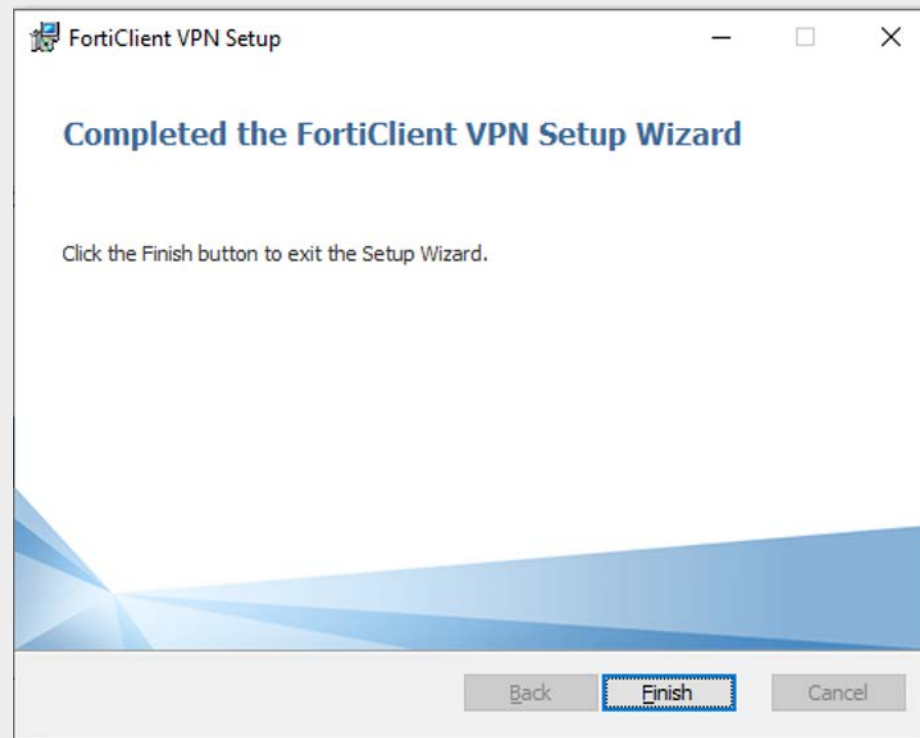 FortiClient VPN Setup
Completed the FortiClient VPN Setup Wizard
Click the Finish button to exit the Setup Wizard.
Back Finish Cancel